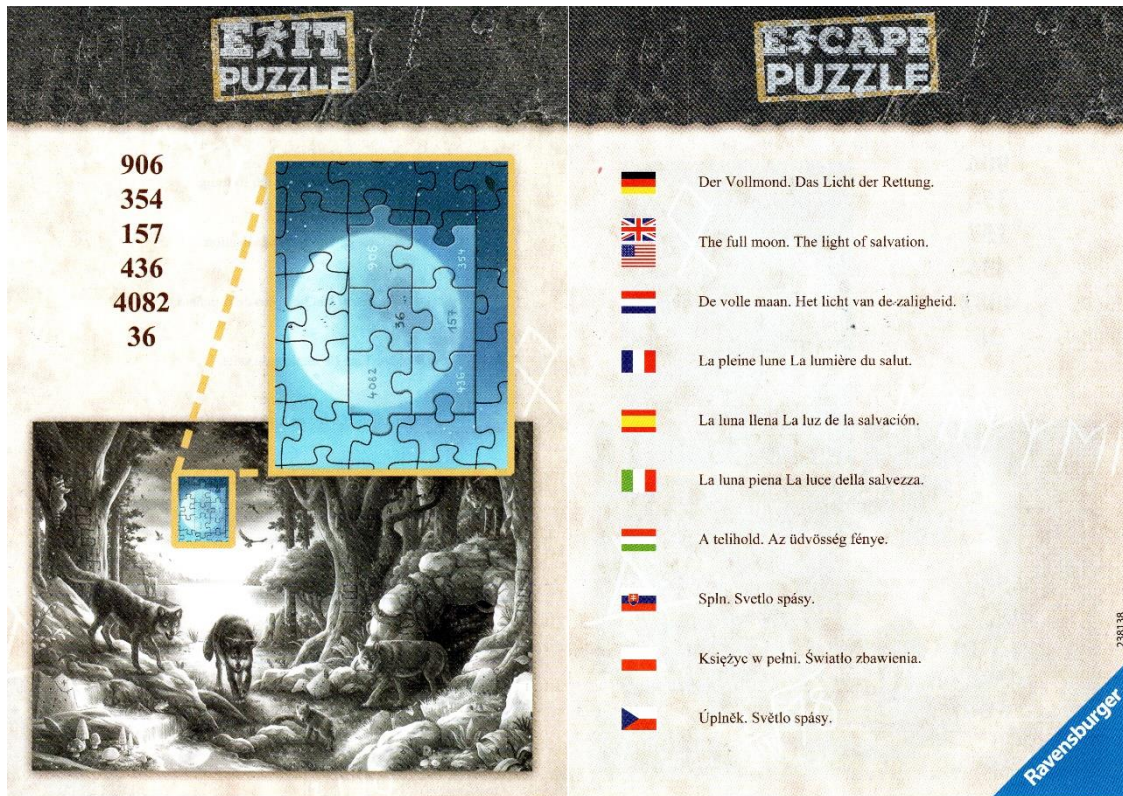 EXIT
PUZZLE
906
354
157
436
4082
36
906
354
36
157
4082
436
ESCAPE
PUZZLE
Der Vollmond. Das Licht der Rettung.
The full moon. The light of salvation.
De volle maan. Het licht van de zaligheid.
La pleine lune La lumière du salut.
La luna llena La luz de la salvación.
La luna piena La luce della salvezza.
A telihold. Az üdvösség fénye.
Spln. Svetlo spásy.
Księżyc w pełni. Światło zbawienia.
Úplněk. Světlo spásy.
238138
Ravensburger